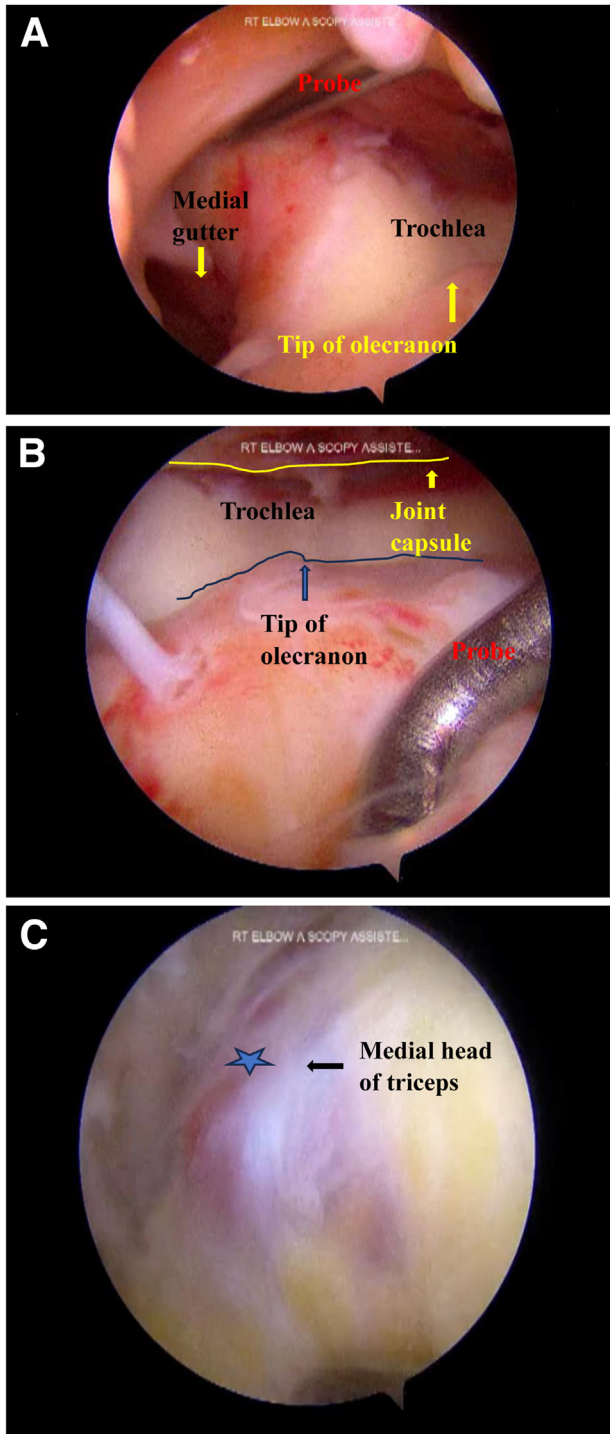 A
RT ELBOW A SCOPY ASSISTE...
Probe
Medial
gutter
Trochlea
Tip of olecranon
B
RT ELBOW A SCOPY ASSISTE...
Trochlea
Joint
capsule
Tip of
olecranon
Probe
C
RT ELBOW A SCOPY ASSISTE...
Medial head
of triceps